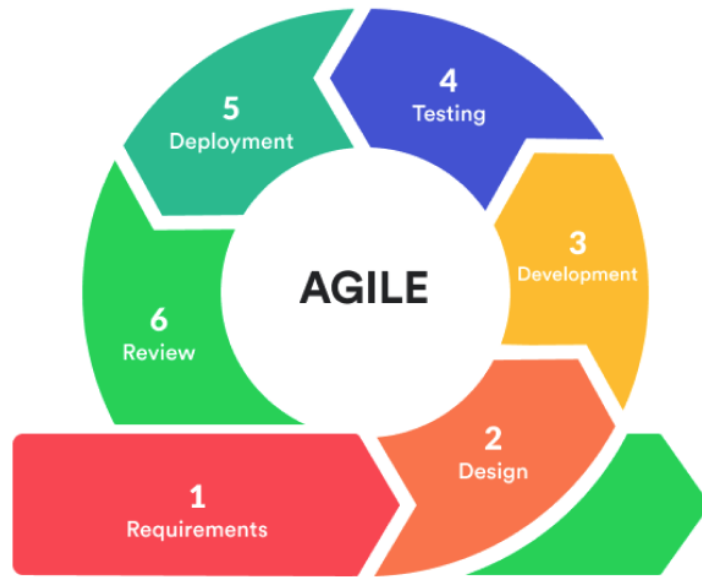 AGILE
1
Requirements
2
Design
3
Development
4
Testing
5
Deployment
6
Review